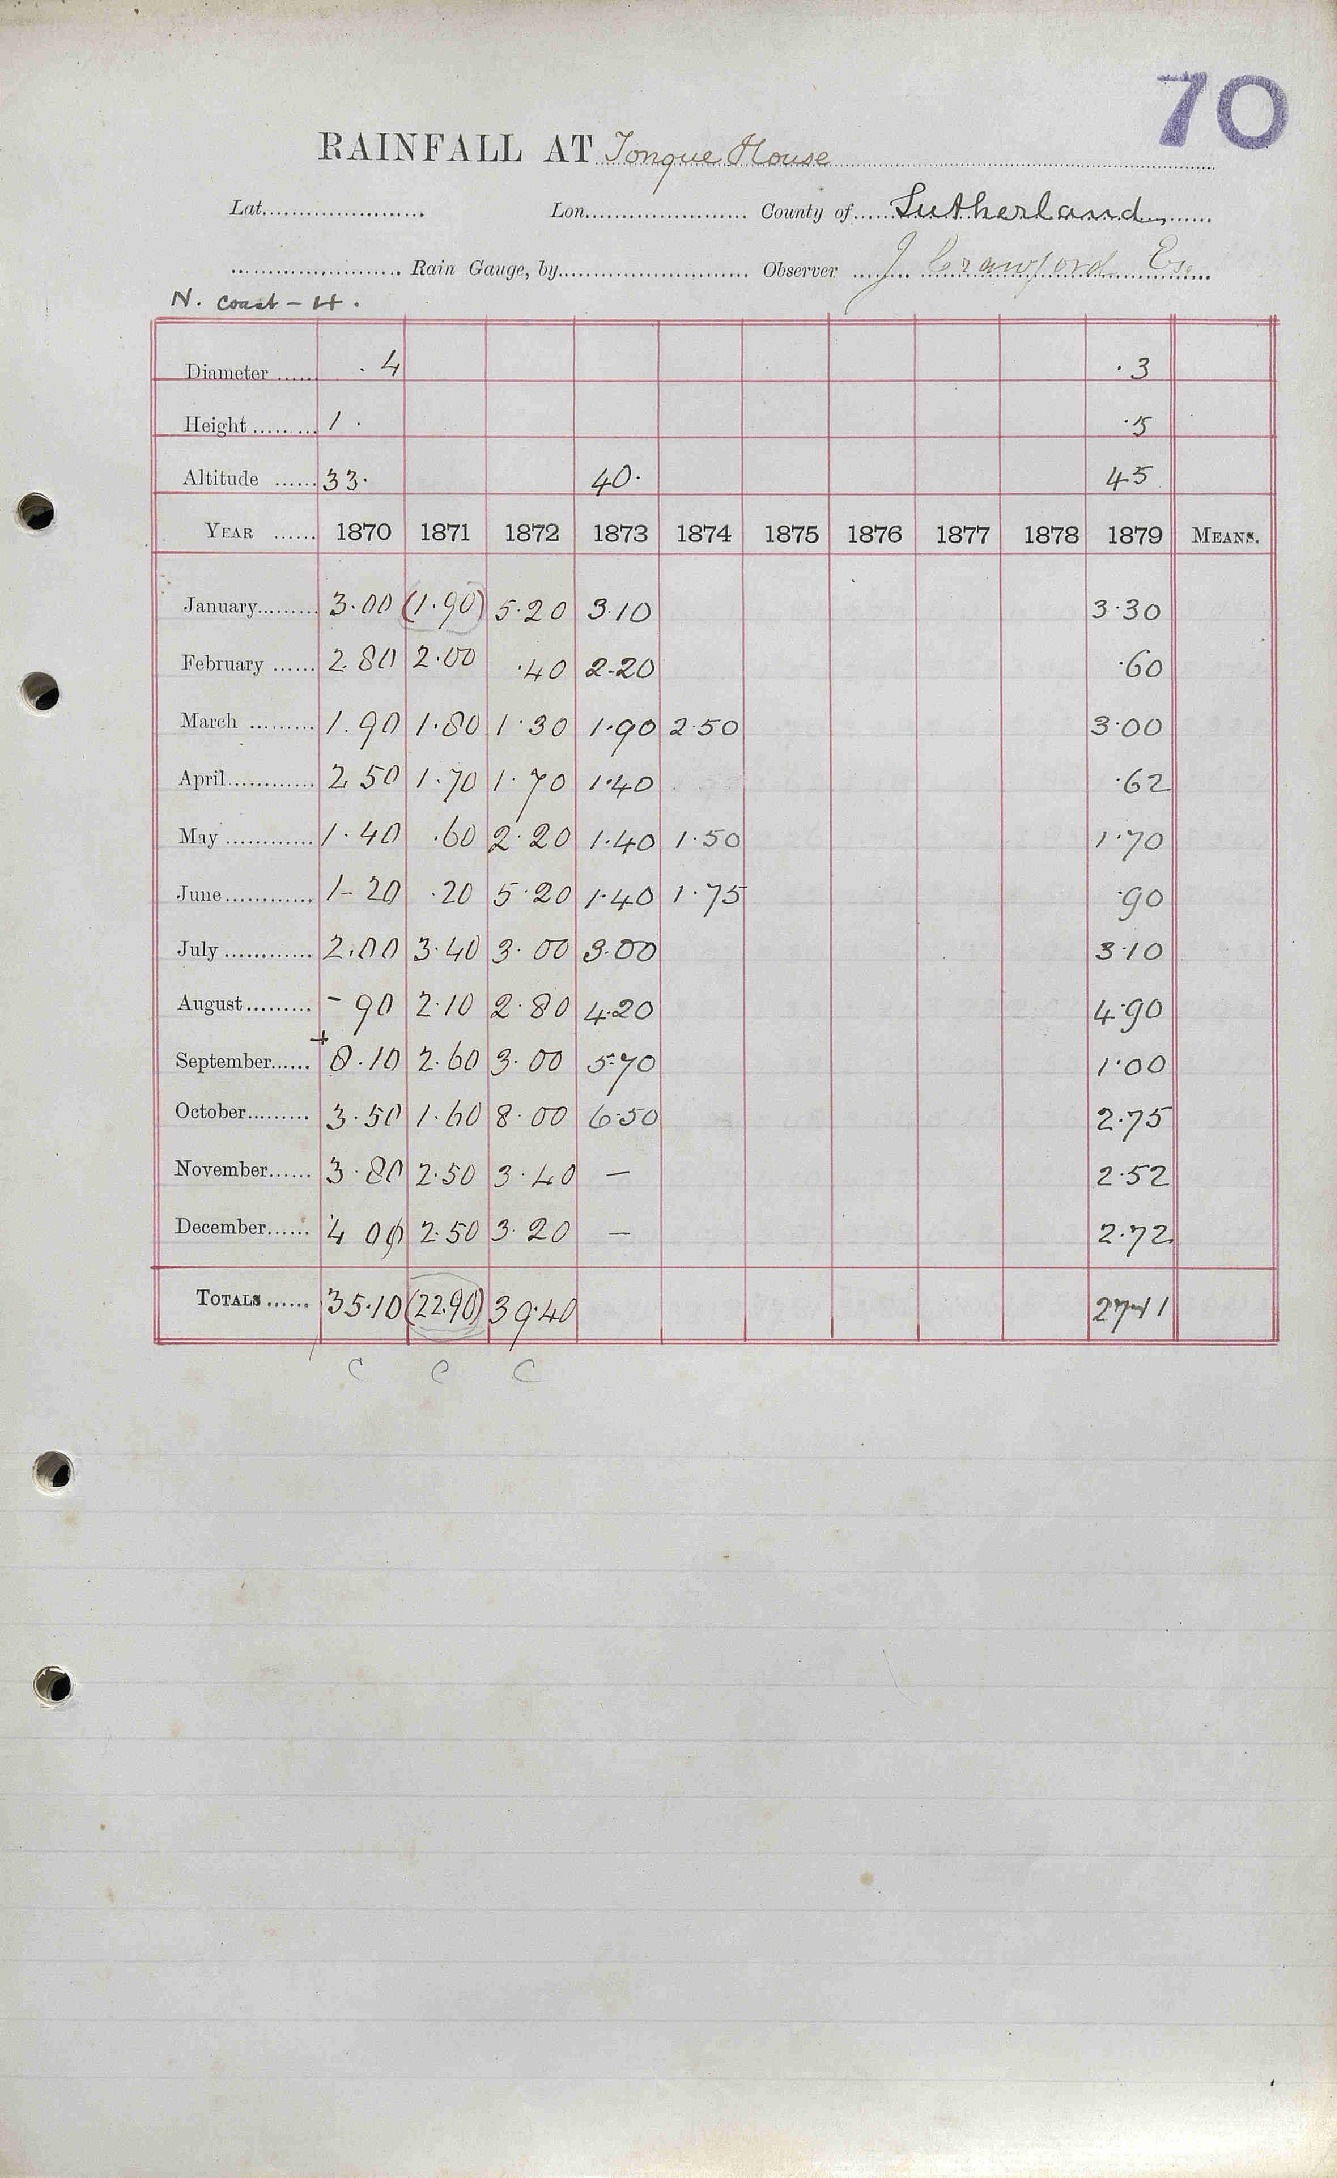 70
RAINFALL AT Tongue House
Lat. Lon. County of Sutherland
Rain Gauge, by Observer J Crawford Esq
N. Coast - H.
Diameter .4 .3
Height 1. .5
Altitude 33. 40. 45
YEAR 1870 1871 1872 1873 1874 1875 1876 1877 1878 1879 MEANS.
January 3.00 (1.90) 5.20 3.10 3.30
February 2.80 2.00 .40 2.20 .60
March 1.90 1.80 1.30 1.90 2.50 3.00
April 2.50 1.70 1.70 1.40 .62
May 1.40 .60 2.20 1.40 1.50 1.70
June 1-20 .20 5.20 1.40 1.75 .90
July 2.00 3.40 3.00 3.00 3.10
August -90 2.10 2.80 4.20 4.90
September +8.10 2.60 3.00 5.70 1.00
October 3.50 1.60 8.00 6.50 2.75
November 3.80 2.50 3.40 — 2.52
December 4 00 2.50 3.20 — 2.72
TOTALS 35.10 (22.90) 39.40 27.11
C C C